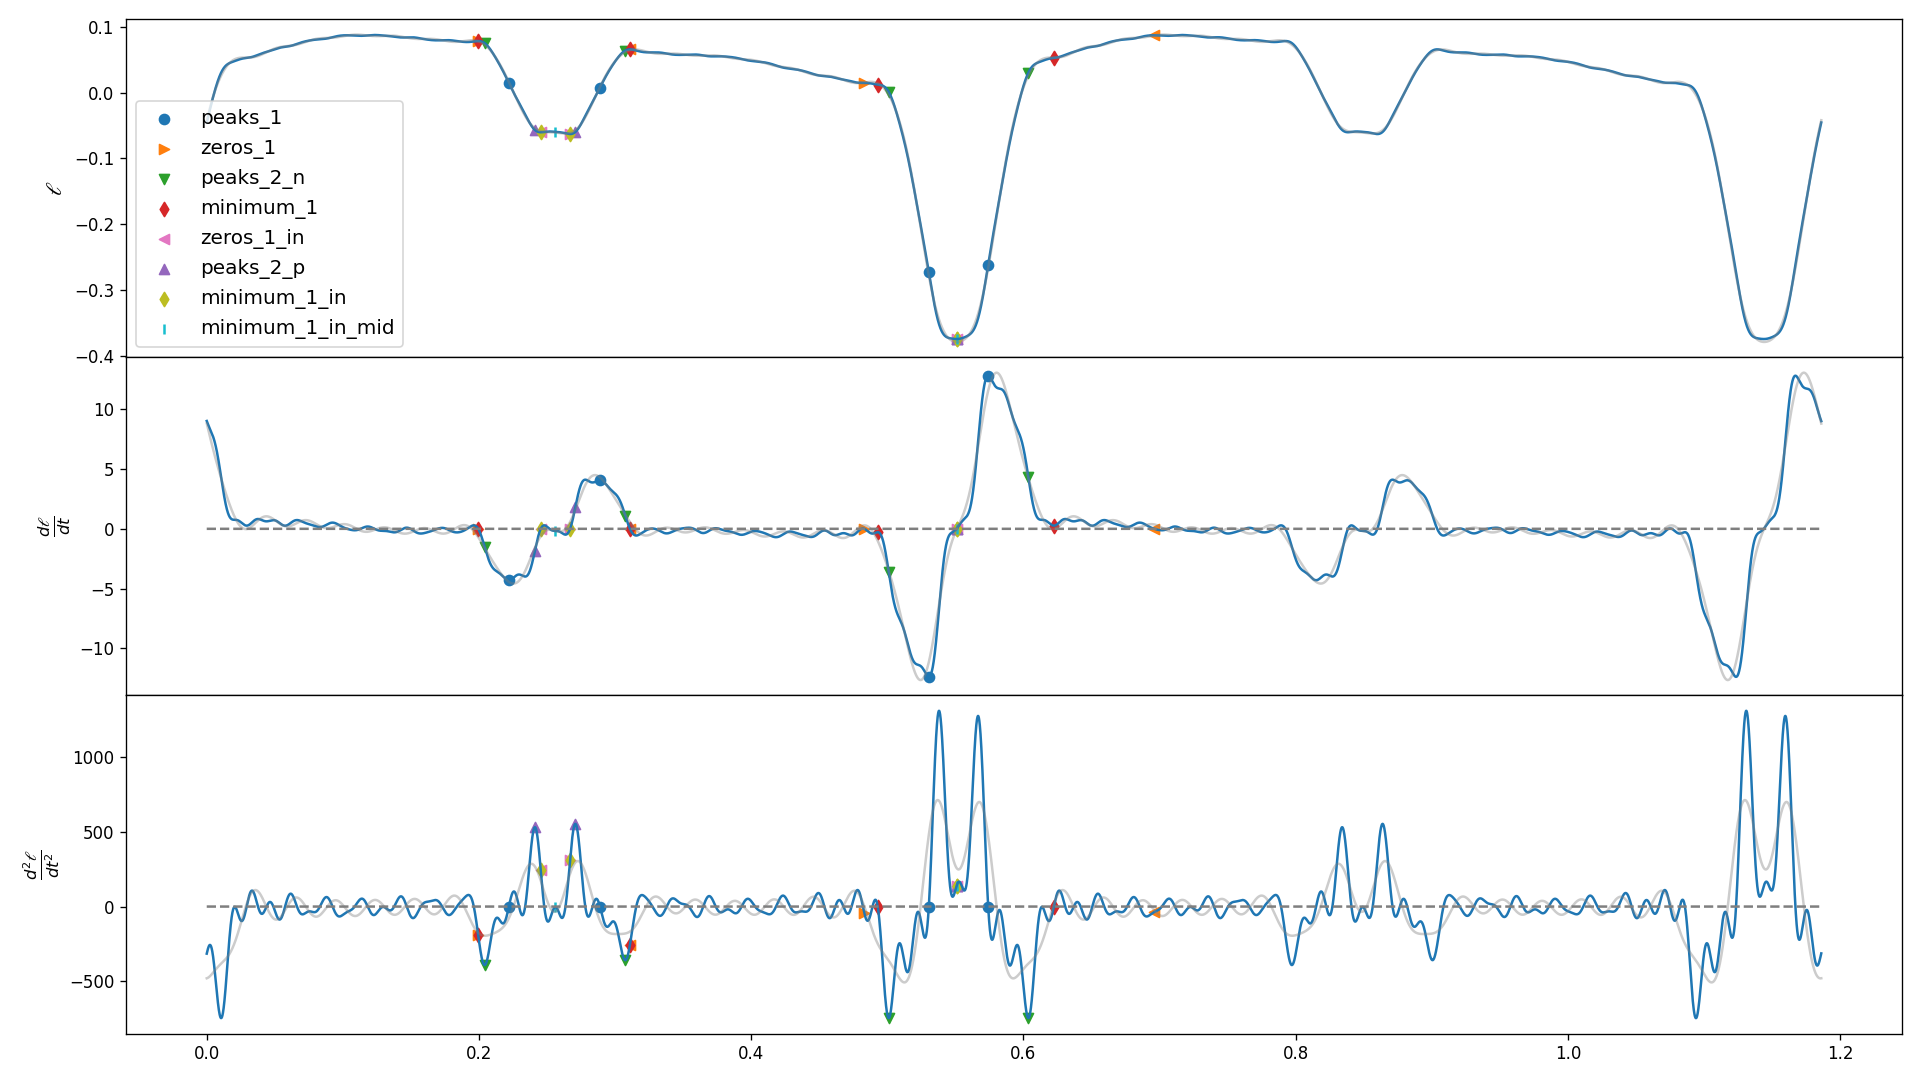 0.1
0.0
−0.1
−0.2
−0.3
−0.4
ℓ
peaks_1
zeros_1
peaks_2_n
minimum_1
zeros_1_in
peaks_2_p
minimum_1_in
minimum_1_in_mid
10
5
0
−5
−10
dℓ
dt
1000
500
0
−500
d²ℓ
dt²
0.0 0.2 0.4 0.6 0.8 1.0 1.2